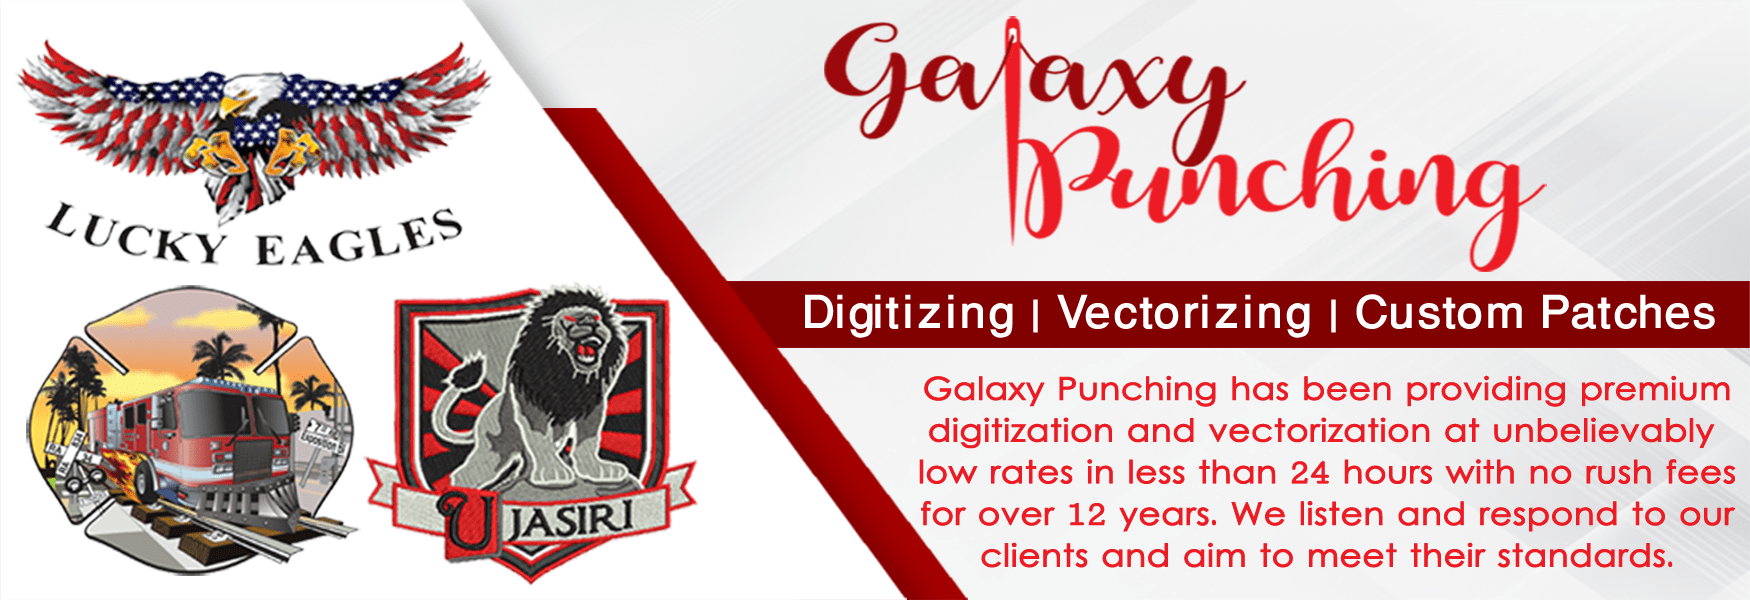 LUCKY EAGLES
UJASIRI
Galaxy
Punching
Digitizing | Vectorizing | Custom Patches
Galaxy Punching has been providing premium
digitization and vectorization at unbelievably
low rates in less than 24 hours with no rush fees
for over 12 years. We listen and respond to our
clients and aim to meet their standards.